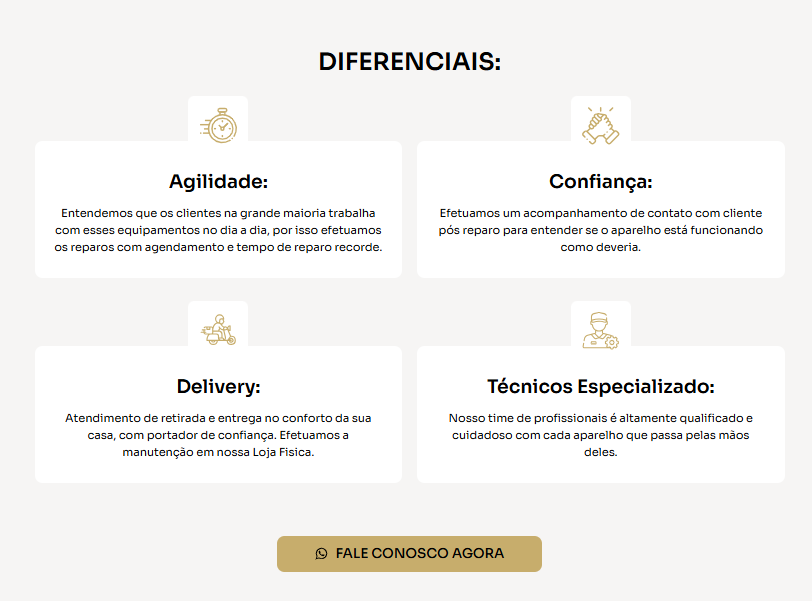 DIFERENCIAIS:
Agilidade:
Entendemos que os clientes na grande maioria trabalha
com esses equipamentos no dia a dia, por isso efetuamos
os reparos com agendamento e tempo de reparo recorde.
Confiança:
Efetuamos um acompanhamento de contato com cliente
pós reparo para entender se o aparelho está funcionando
como deveria.
Delivery:
Atendimento de retirada e entrega no conforto da sua
casa, com portador de confiança. Efetuamos a
manutenção em nossa Loja Fisica.
Técnicos Especializado:
Nosso time de profissionais é altamente qualificado e
cuidadoso com cada aparelho que passa pelas mãos
deles.
FALE CONOSCO AGORA